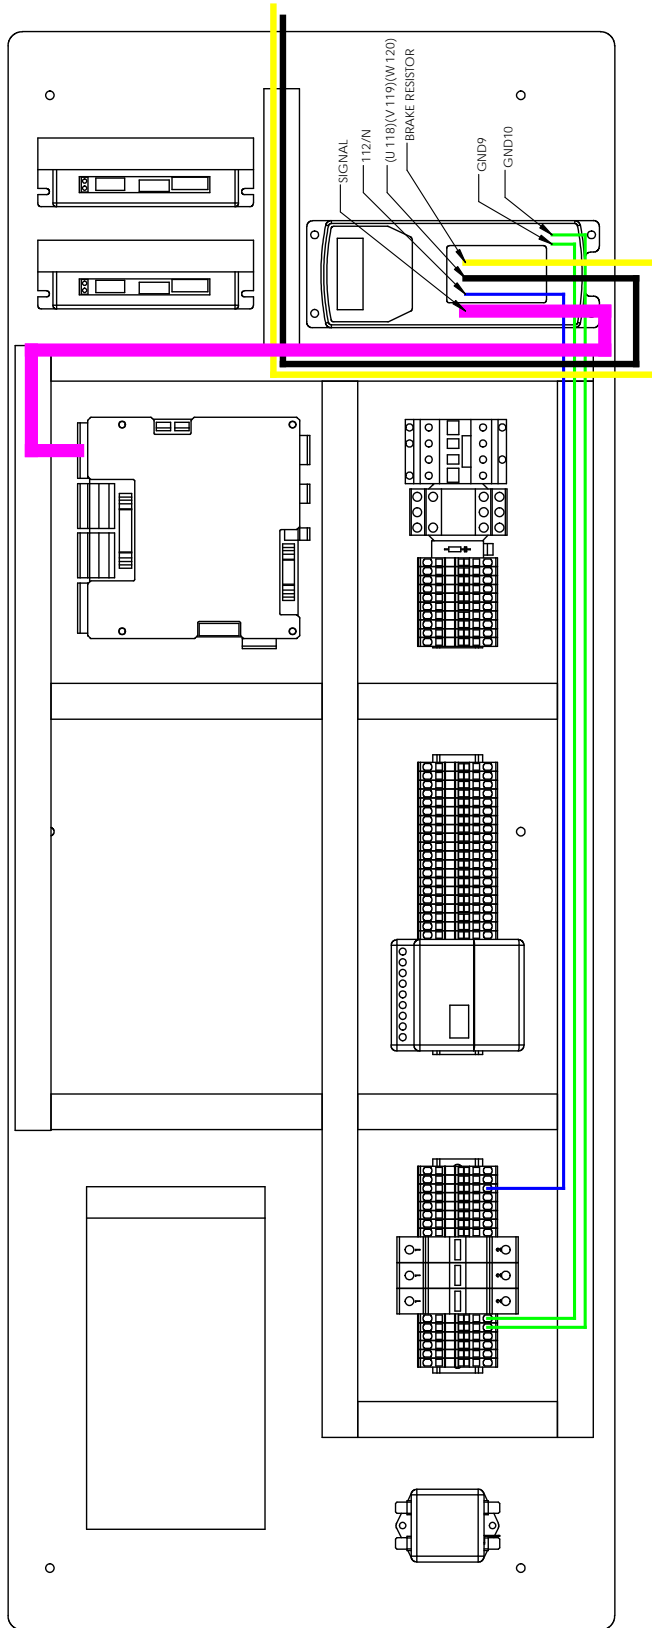 SIGNAL
112/N
(U 118)(V 119)(W 120)
BRAKE RESISTOR
GND9
GND10